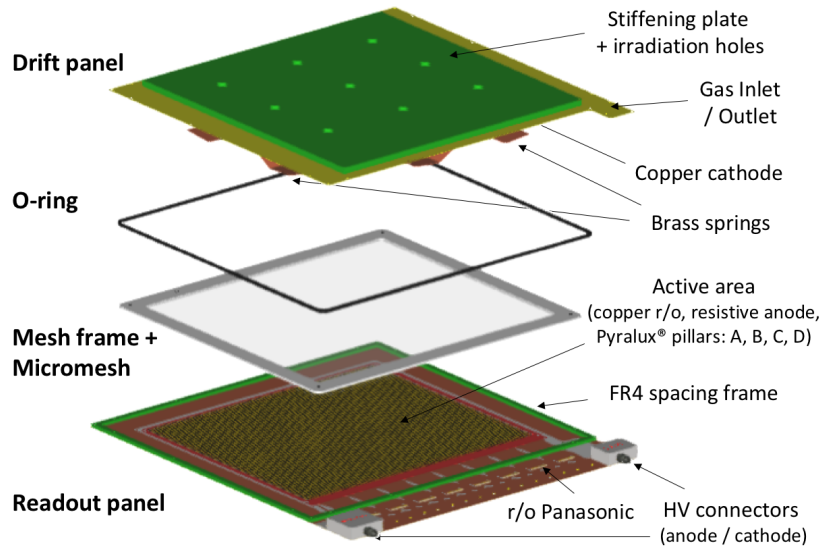 Stiffening plate
+ irradiation holes
Drift panel
Gas Inlet
/ Outlet
Copper cathode
O-ring
Brass springs
Active area
(copper r/o, resistive anode,
Pyralux® pillars: A, B, C, D)
Mesh frame +
Micromesh
FR4 spacing frame
Readout panel
r/o Panasonic
HV connectors
(anode / cathode)